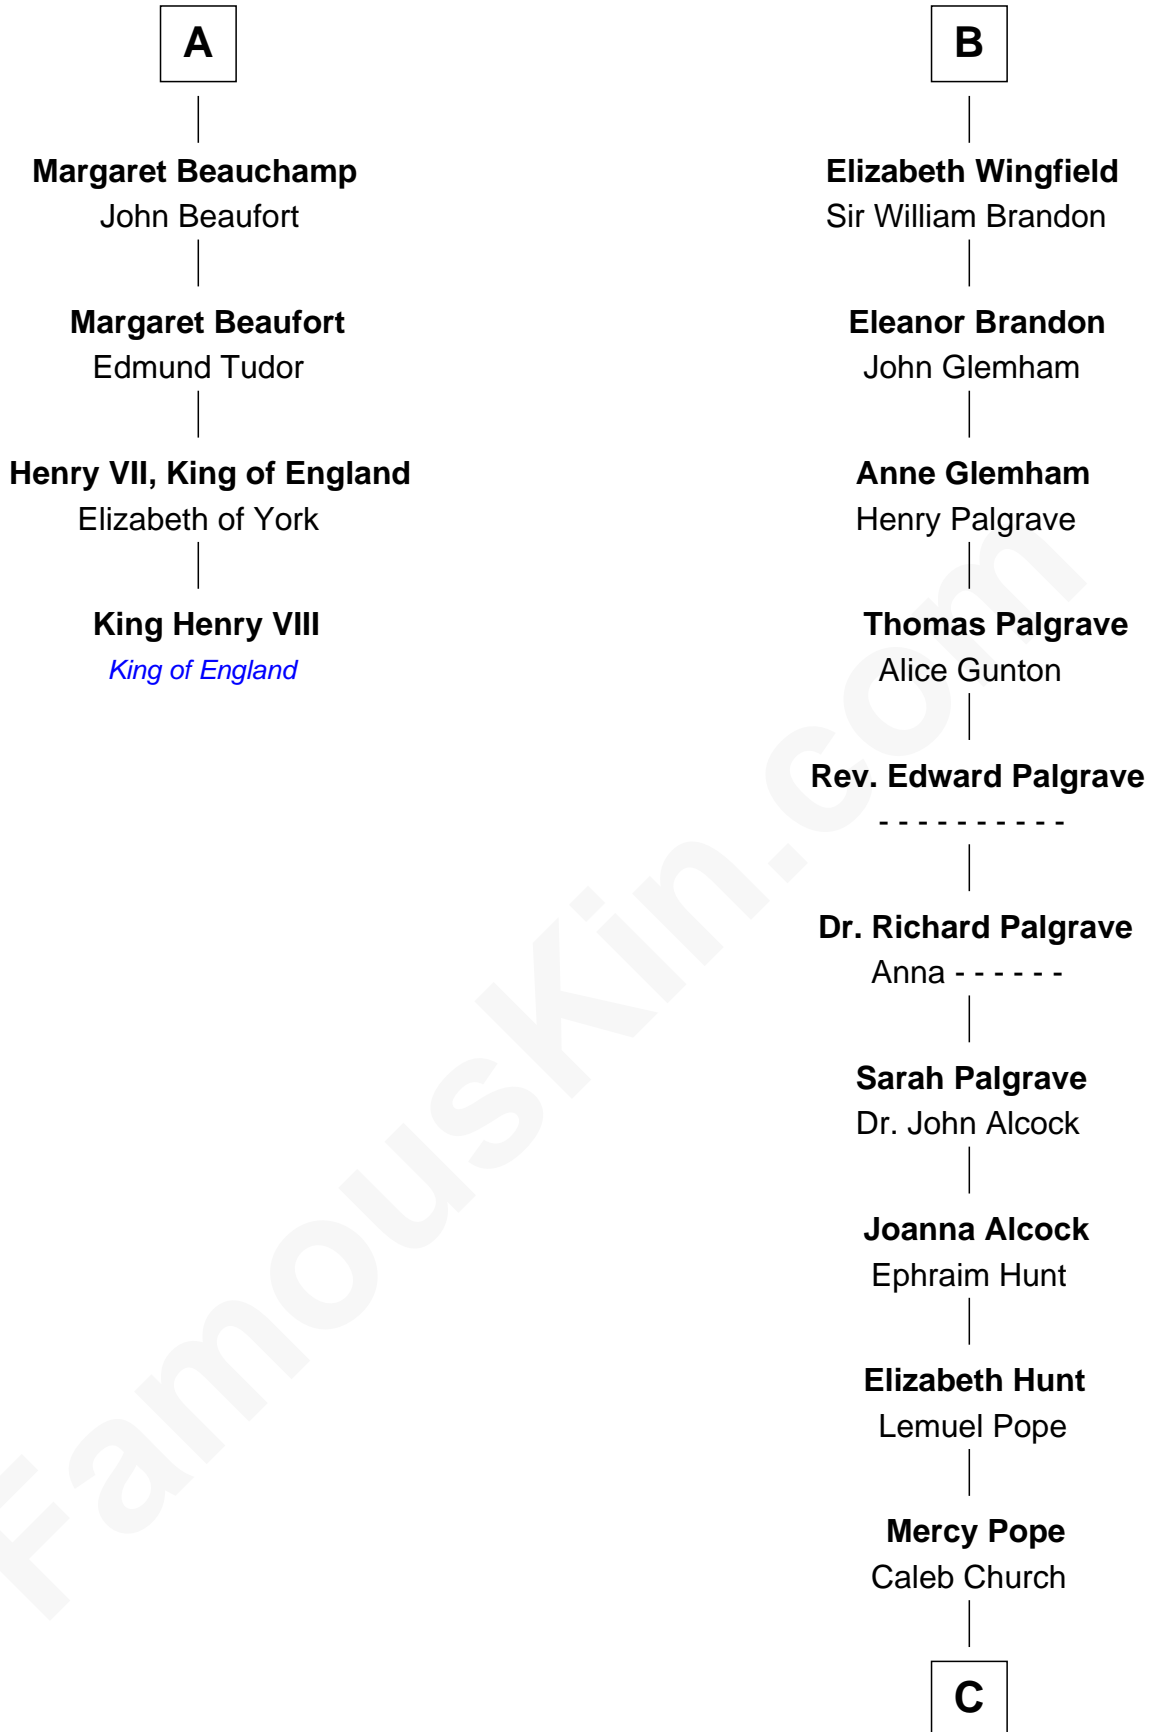 A
Margaret Beauchamp
John Beaufort
Margaret Beaufort
Edmund Tudor
Henry VII, King of England
Elizabeth of York
King Henry VIII
King of England
B
Elizabeth Wingfield
Sir William Brandon
Eleanor Brandon
John Glemham
Anne Glemham
Henry Palgrave
Thomas Palgrave
Alice Gunton
Rev. Edward Palgrave
- - - - - - - - - -
Dr. Richard Palgrave
Anna - - - - - -
Sarah Palgrave
Dr. John Alcock
Joanna Alcock
Ephraim Hunt
Elizabeth Hunt
Lemuel Pope
Mercy Pope
Caleb Church
C
FamousKin.com